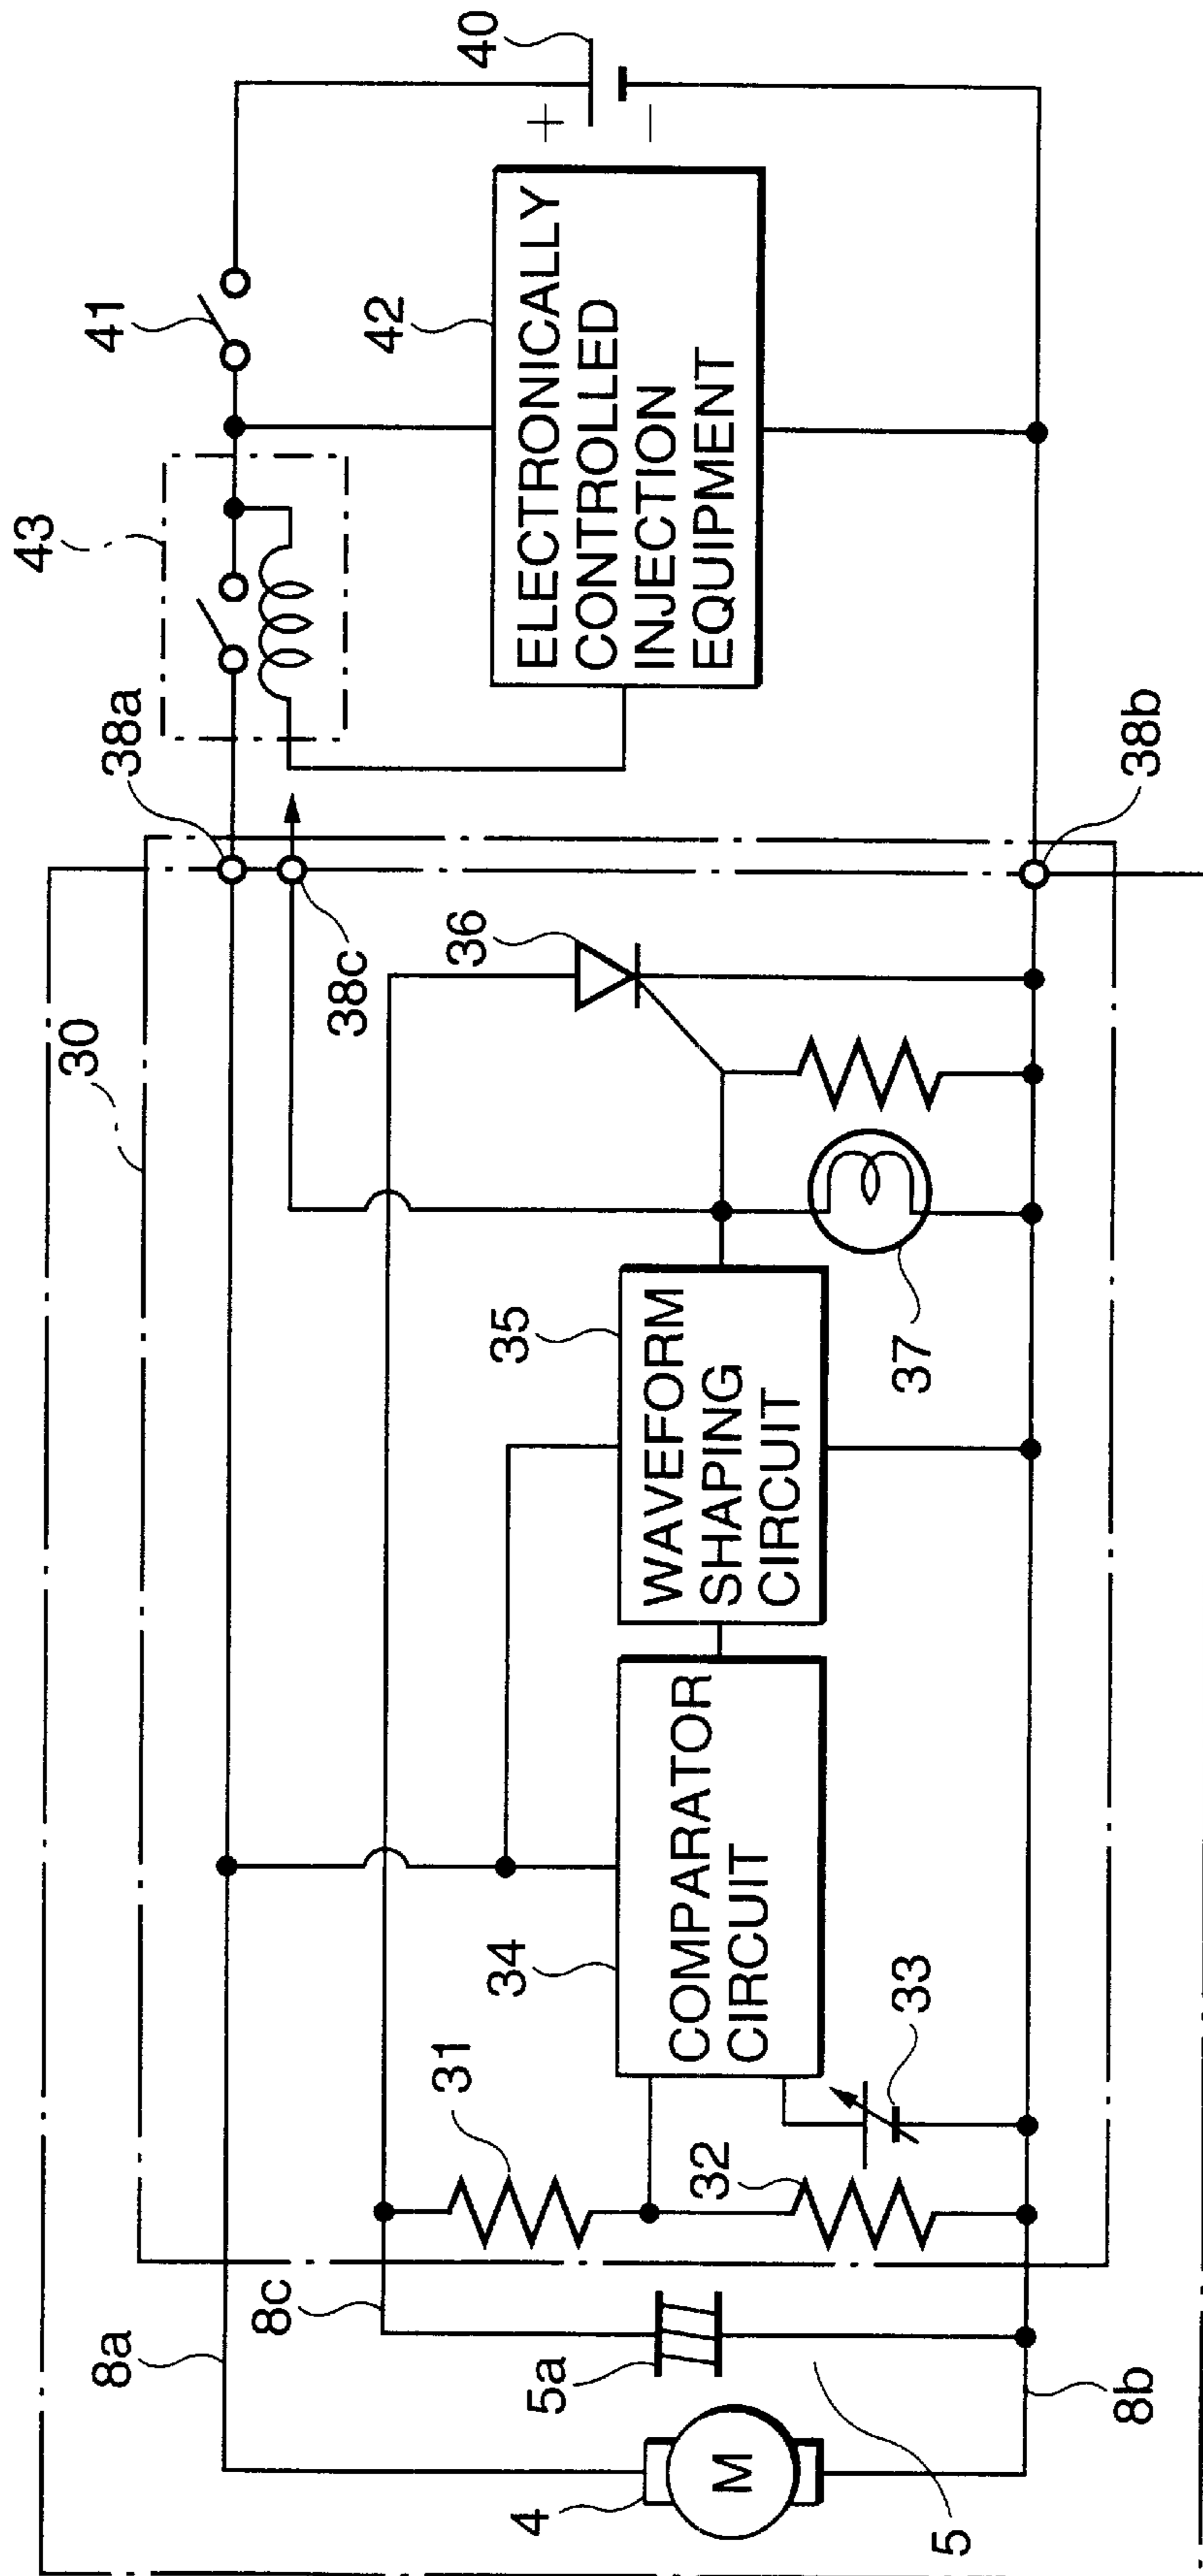 40
+
−
41
42
ELECTRONICALLY
CONTROLLED
INJECTION
EQUIPMENT
43
38a
38b
38c
30
36
35
WAVEFORM
SHAPING
CIRCUIT
37
34
COMPARATOR
CIRCUIT
33
31
32
8a
8c
5a
8b
4
M
5